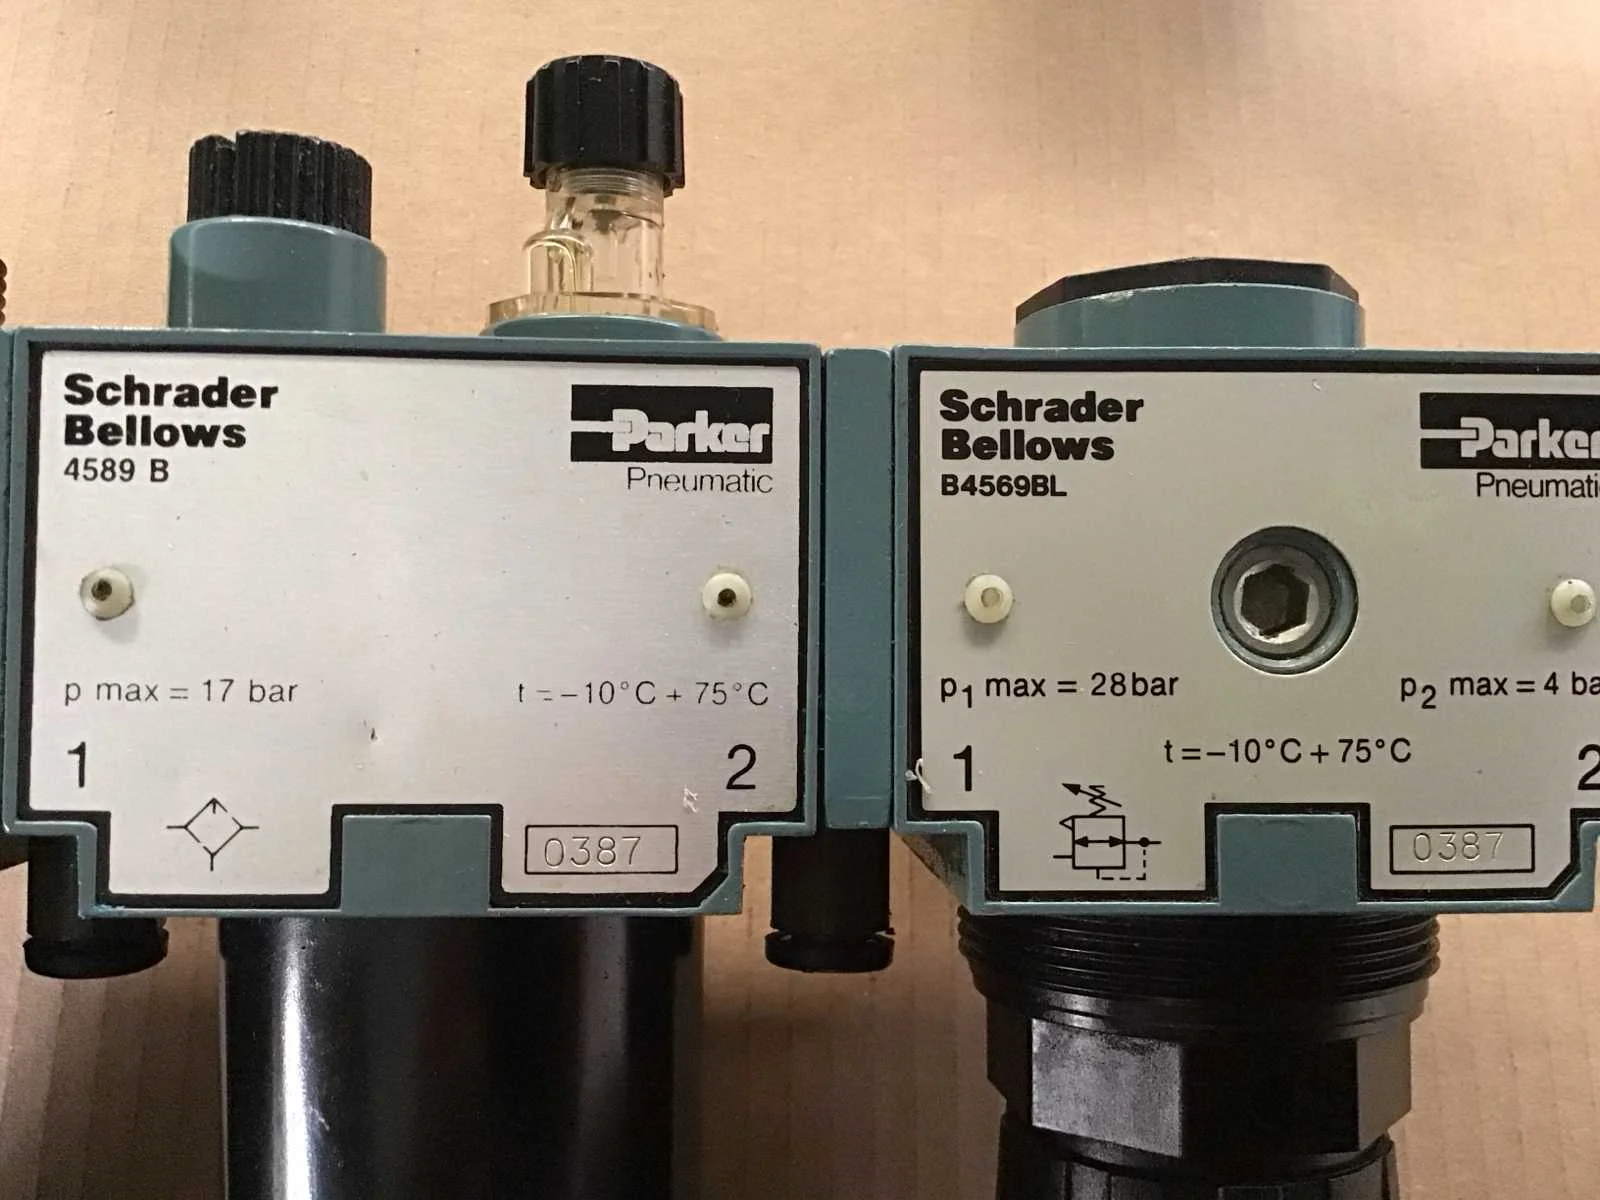 Schrader
Bellows
4589 B
Parker
Pneumatic
p max = 17 bar
t = -10°C + 75°C
1
2
0387
Schrader
Bellows
B4569BL
Parker
Pneumati
p1 max = 28bar
p2 max = 4 ba
t = -10°C + 75°C
1
2
0387